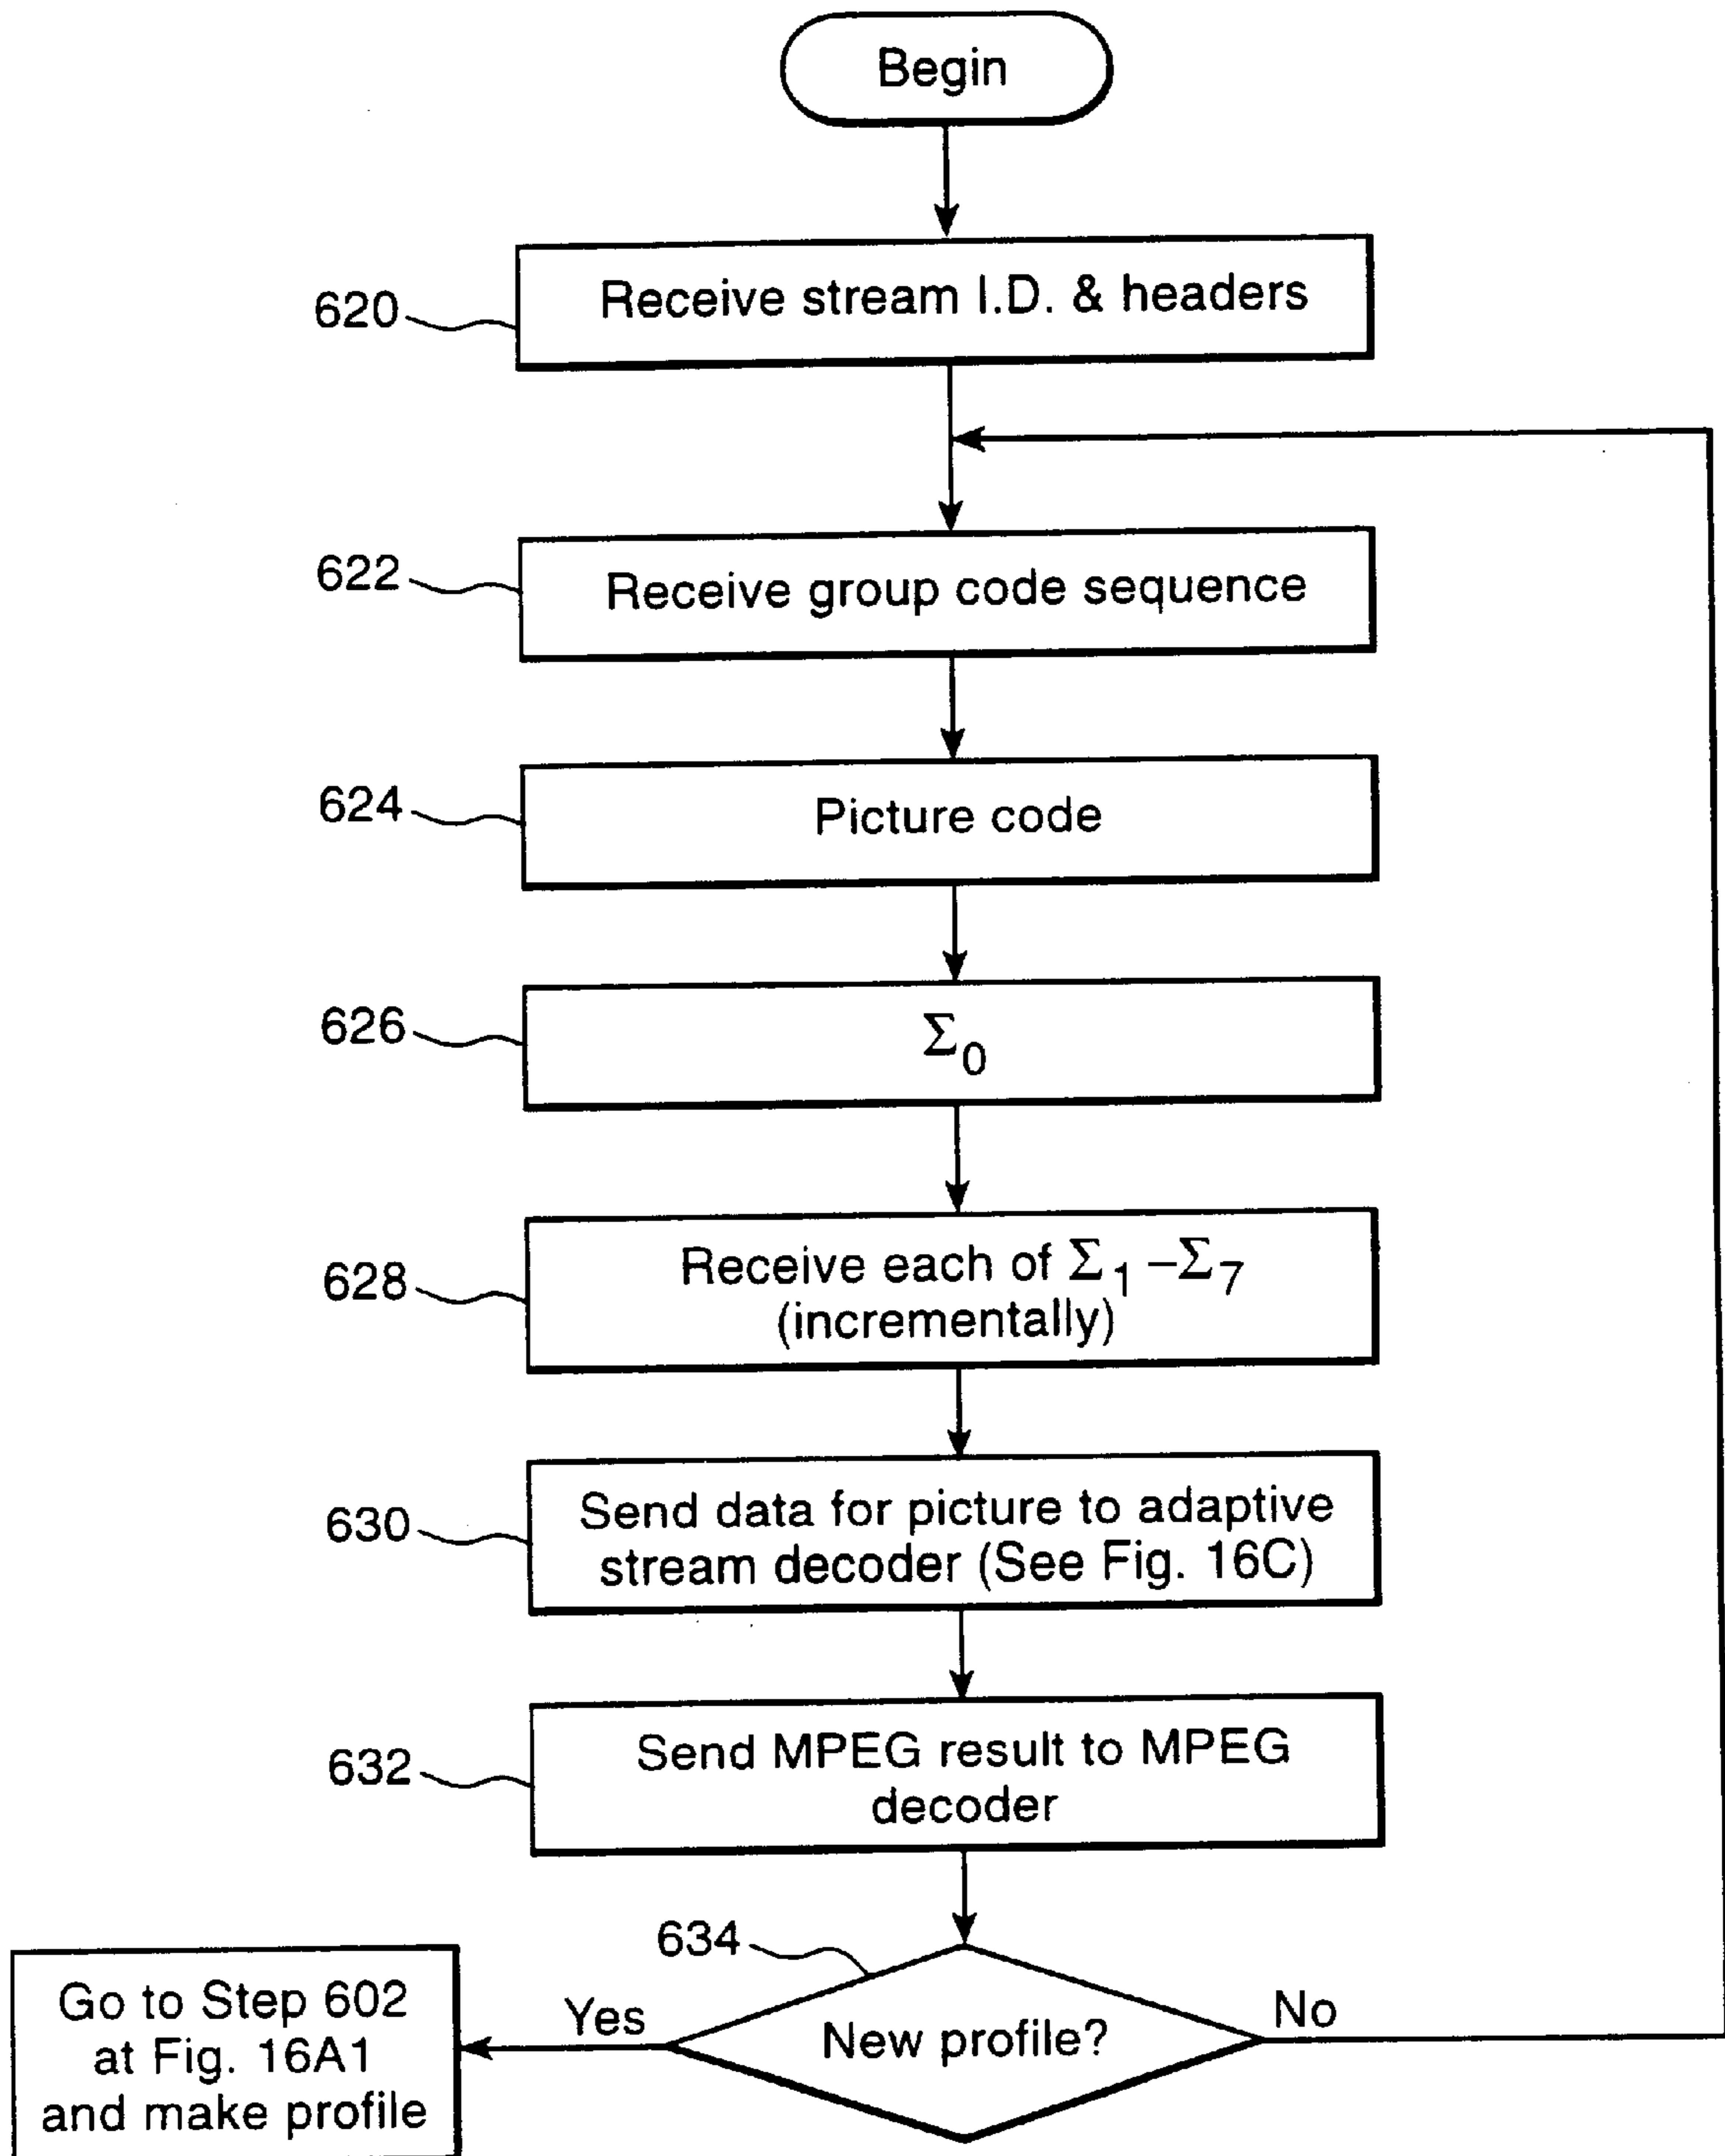 Begin
620
Receive stream I.D. & headers
622
Receive group code sequence
624
Picture code
626
Σ0
628
Receive each of Σ1–Σ7
(incrementally)
630
Send data for picture to adaptive
stream decoder (See Fig. 16C)
632
Send MPEG result to MPEG
decoder
634
New profile?
Yes
No
Go to Step 602
at Fig. 16A1
and make profile